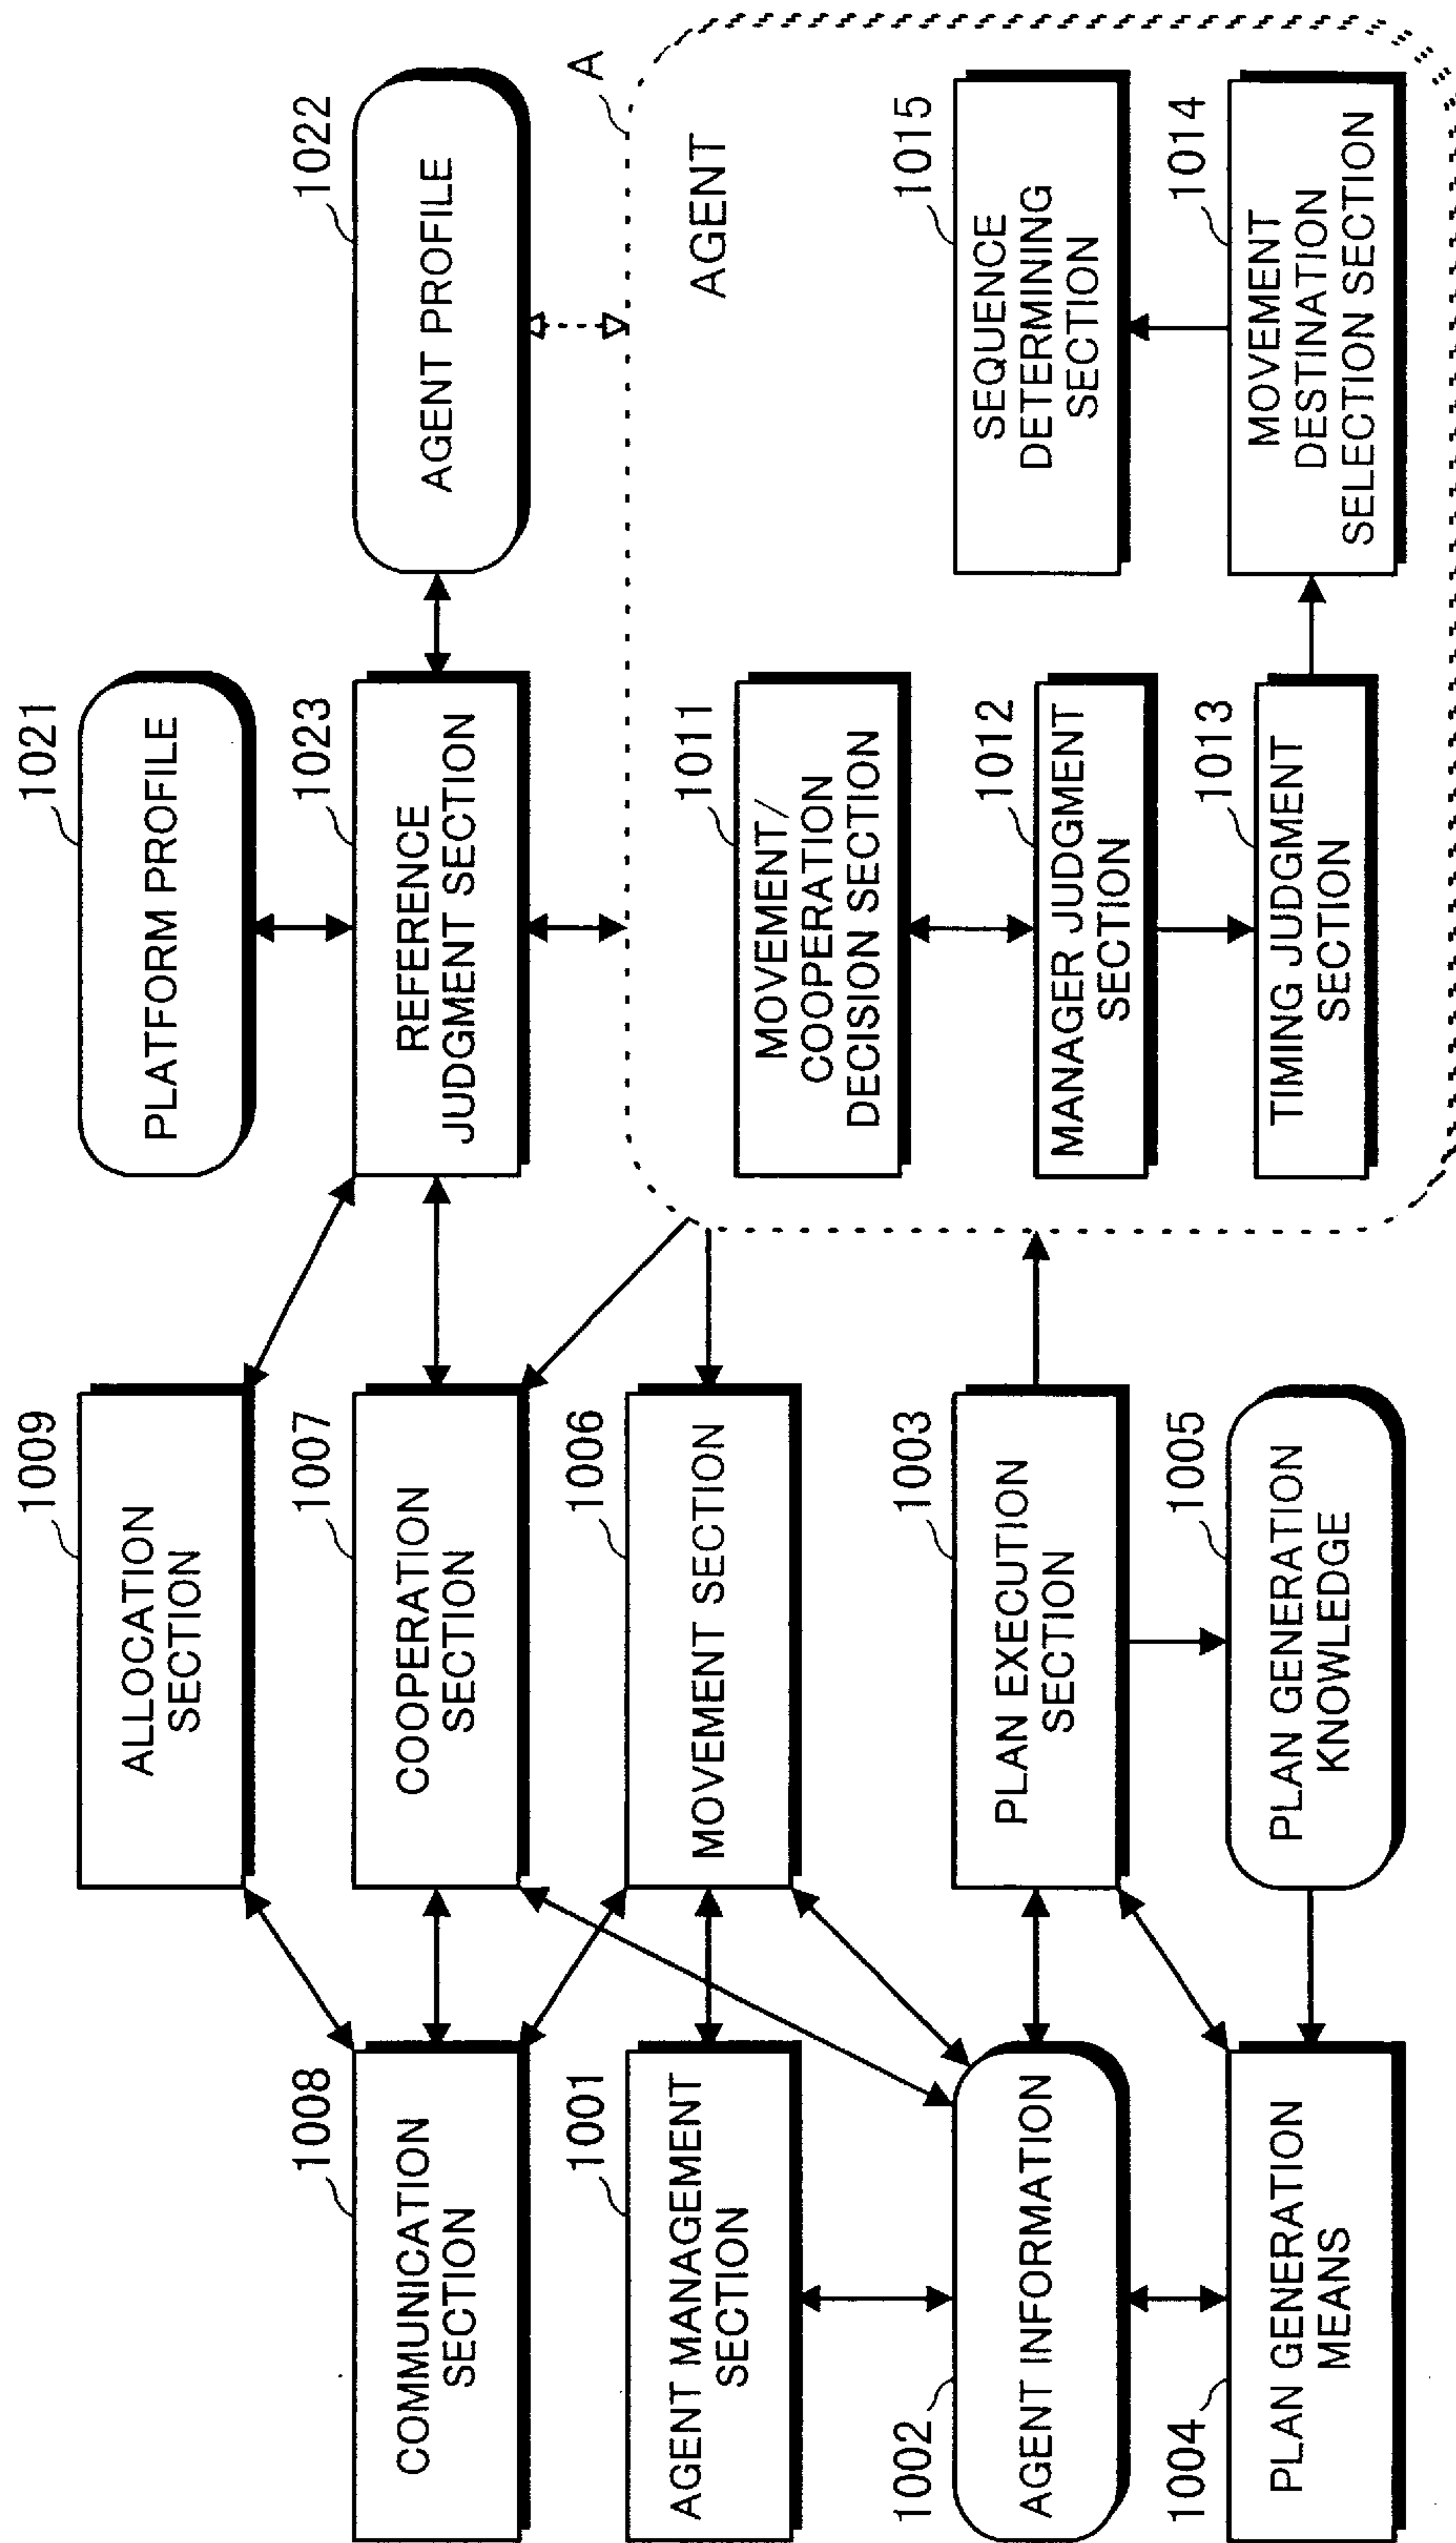 1009
ALLOCATION
SECTION
1021
PLATFORM PROFILE
1008
COMMUNICATION
SECTION
1007
COOPERATION
SECTION
1023
REFERENCE
JUDGMENT SECTION
1022
AGENT PROFILE
1001
AGENT MANAGEMENT
SECTION
1006
MOVEMENT SECTION
A
AGENT
1011
MOVEMENT/
COOPERATION
DECISION SECTION
1002
AGENT INFORMATION
1003
PLAN EXECUTION
SECTION
1012
MANAGER JUDGMENT
SECTION
1015
SEQUENCE
DETERMINING
SECTION
1004
PLAN GENERATION
MEANS
1005
PLAN GENERATION
KNOWLEDGE
1013
TIMING JUDGMENT
SECTION
1014
MOVEMENT
DESTINATION
SELECTION SECTION